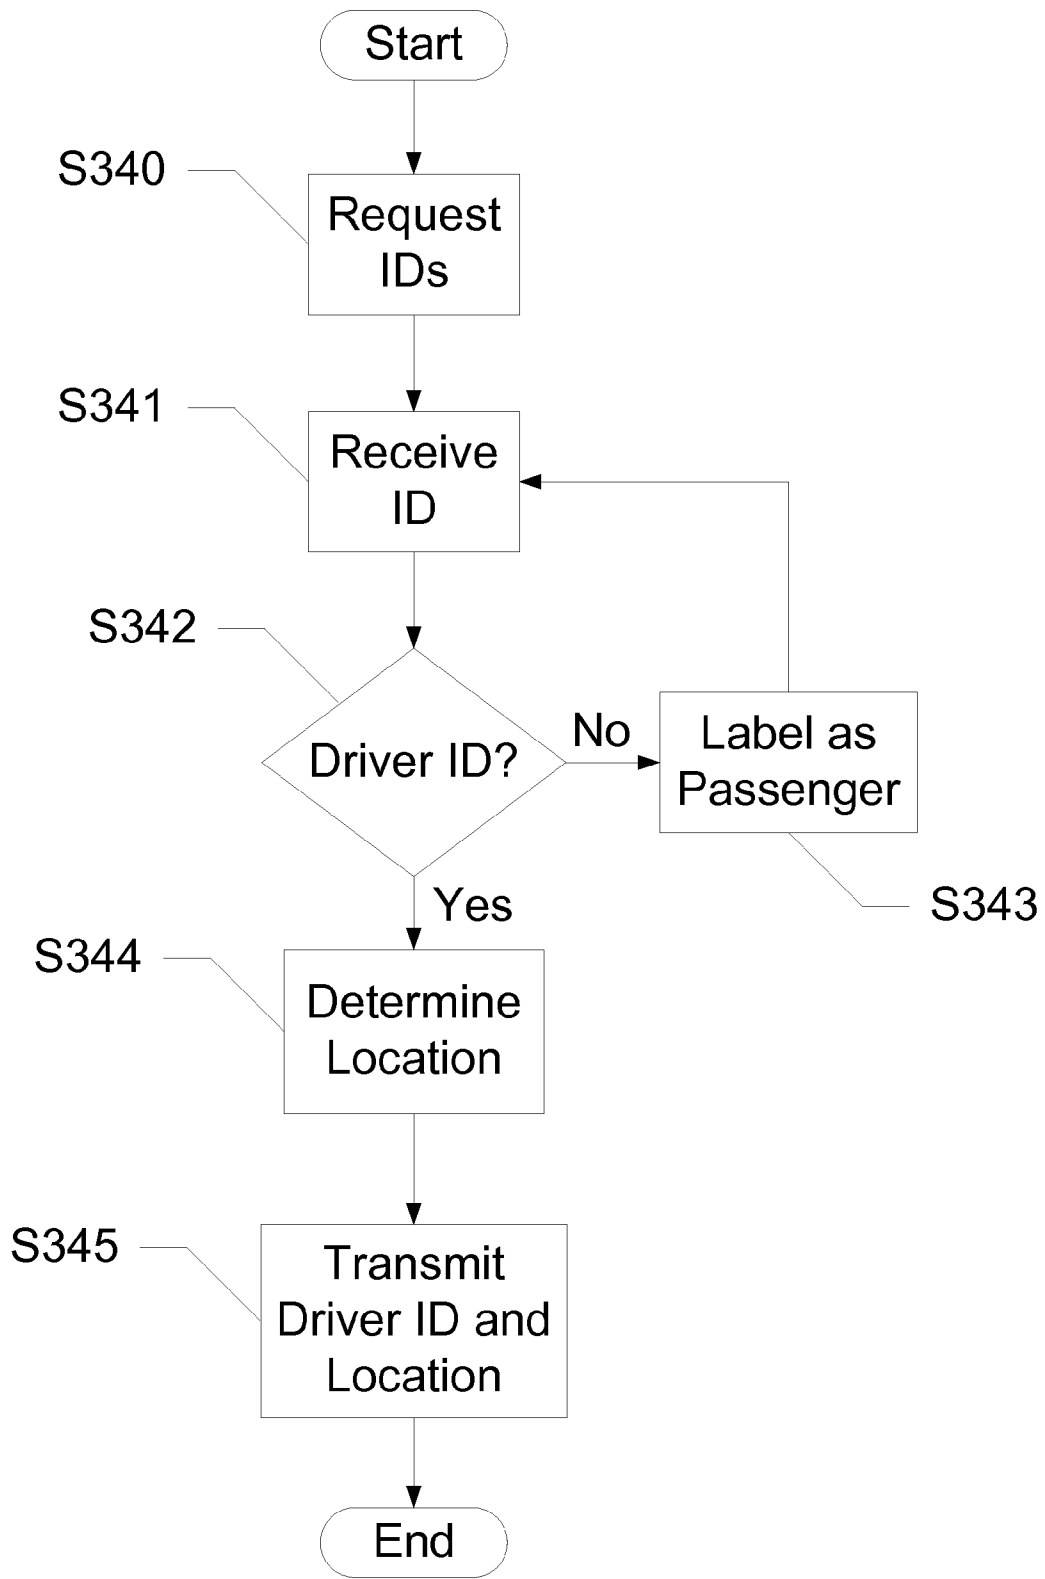 Start
S340
Request
IDs
S341
Receive
ID
S342
Driver ID?
No
Label as
Passenger
S343
Yes
S344
Determine
Location
S345
Transmit
Driver ID and
Location
End